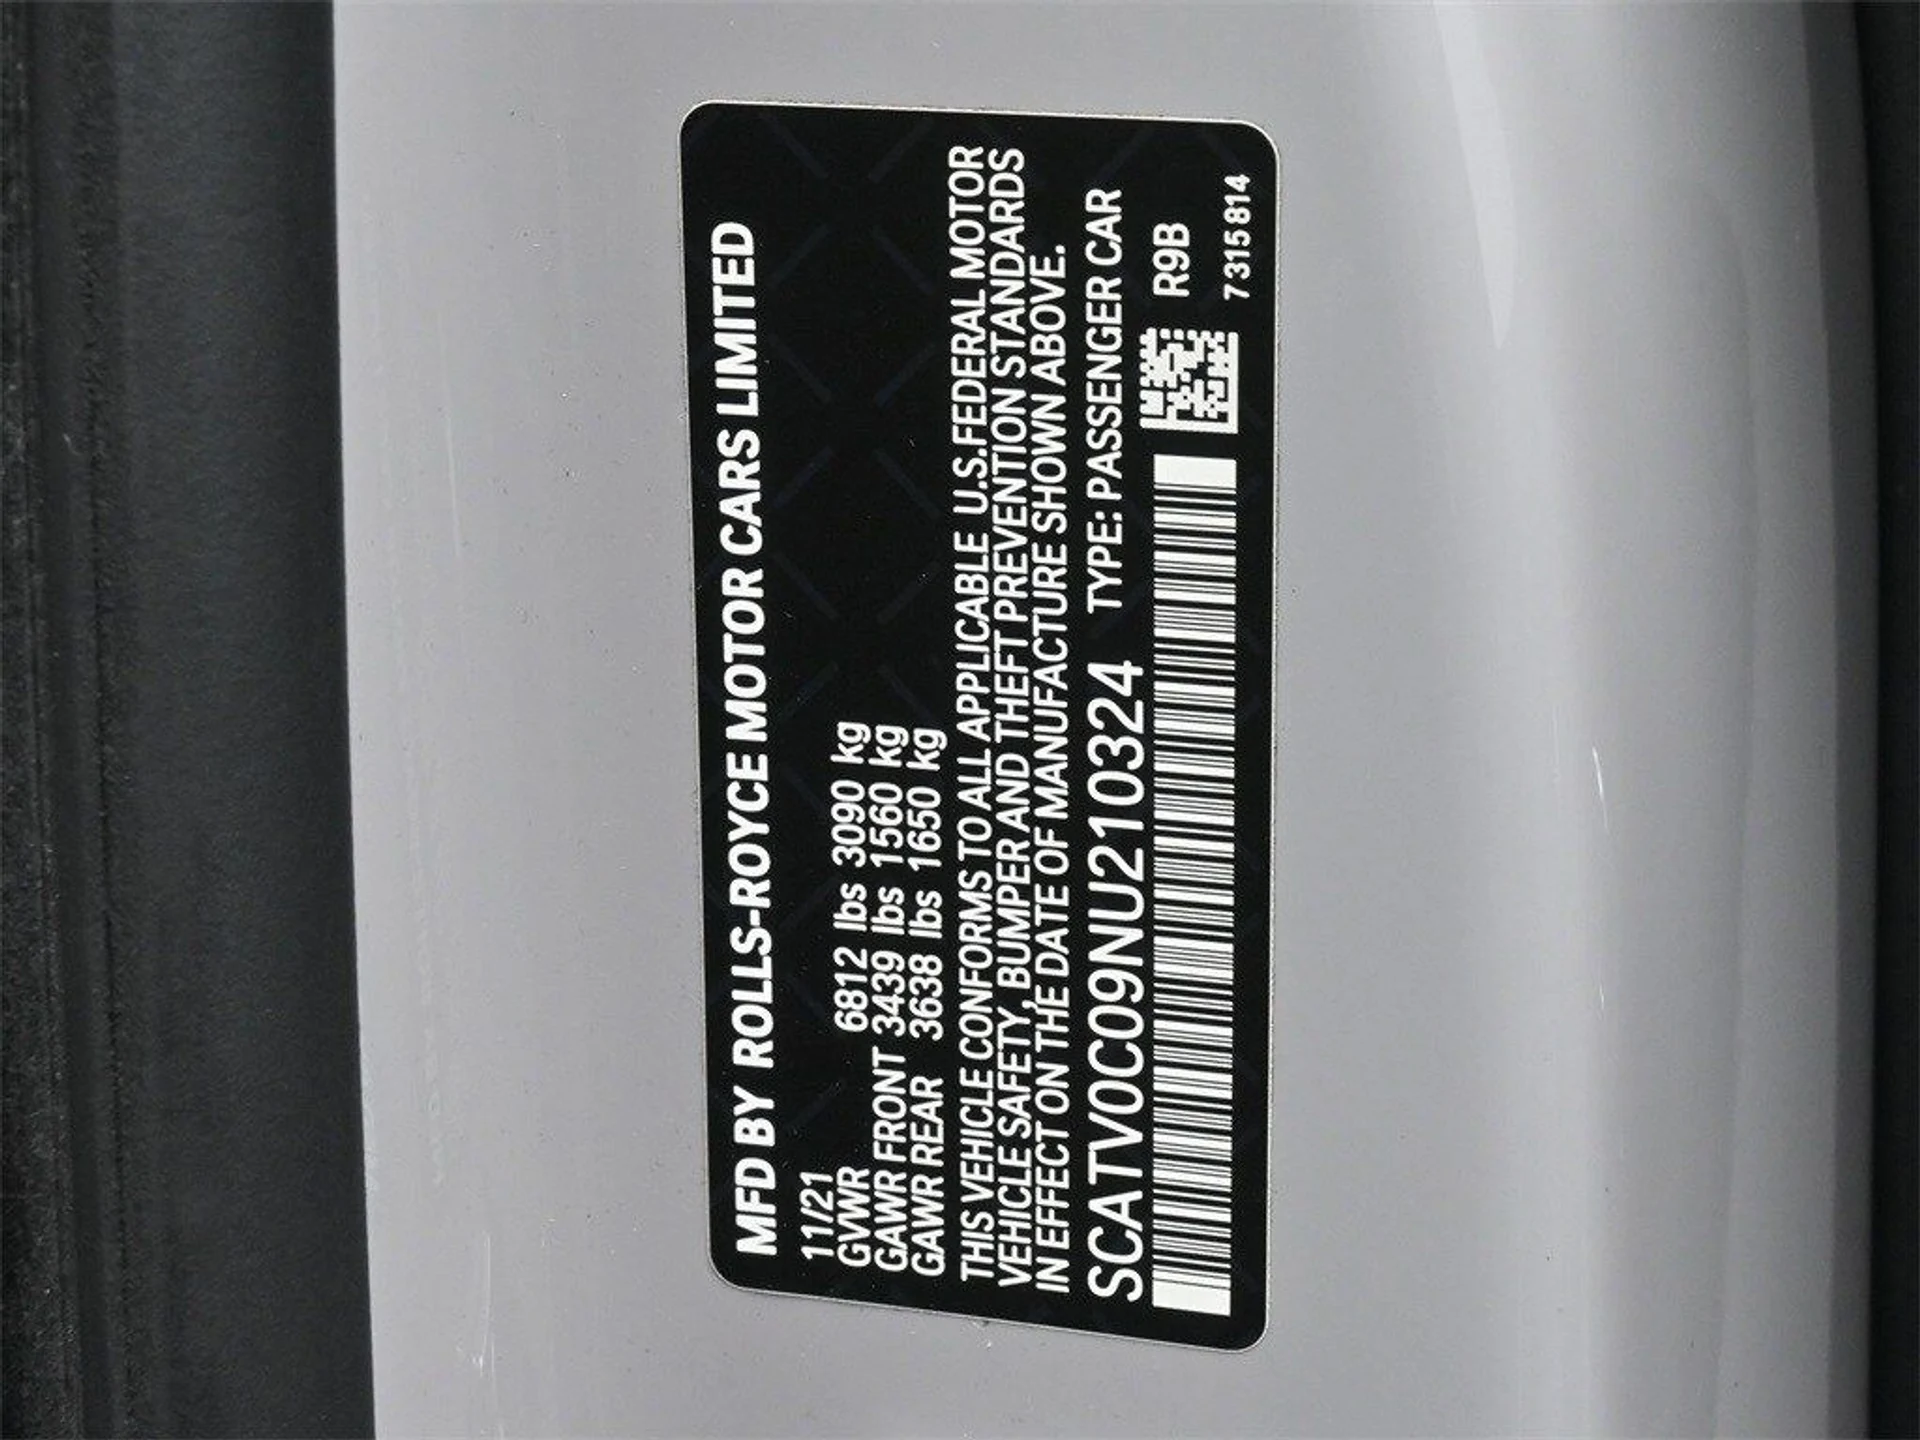 MFD BY ROLLS-ROYCE MOTOR CARS LIMITED
11/21
GVWR 6812 lbs 3090 kg
GAWR FRONT 3439 lbs 1560 kg
GAWR REAR 3638 lbs 1650 kg
THIS VEHICLE CONFORMS TO ALL APPLICABLE U.S.FEDERAL MOTOR
VEHICLE SAFETY, BUMPER AND THEFT PREVENTION STANDARDS
IN EFFECT ON THE DATE OF MANUFACTURE SHOWN ABOVE.
SCATV0C09NU210324 TYPE: PASSENGER CAR
R9B
7315814